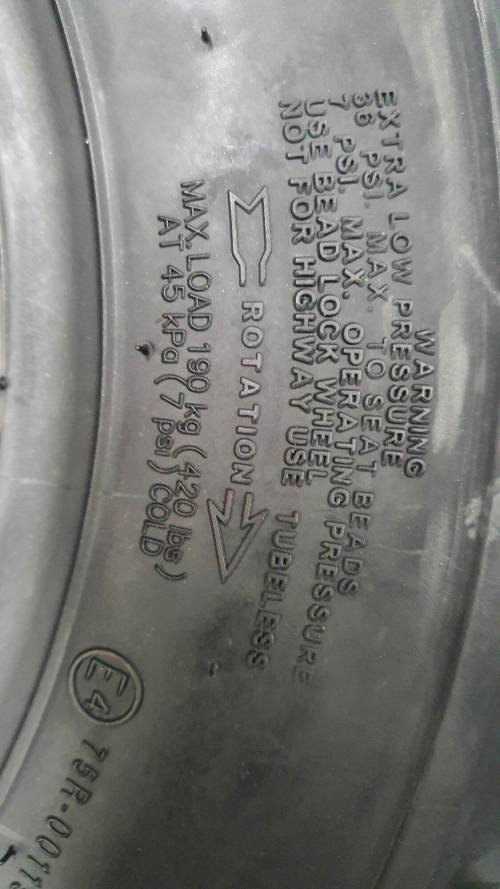 WARNING
EXTRA LOW PRESSURE
36 PSI. MAX. TO SEAT BEADS
7 PSI. MAX. OPERATING PRESSURE
USE BEAD LOCK WHEEL
NOT FOR HIGHWAY USE TUBELESS
ROTATION
MAX. LOAD 190 kg ( 420 lbs )
AT 45 kPa ( 7 psi ) COLD
E4 75R-0011